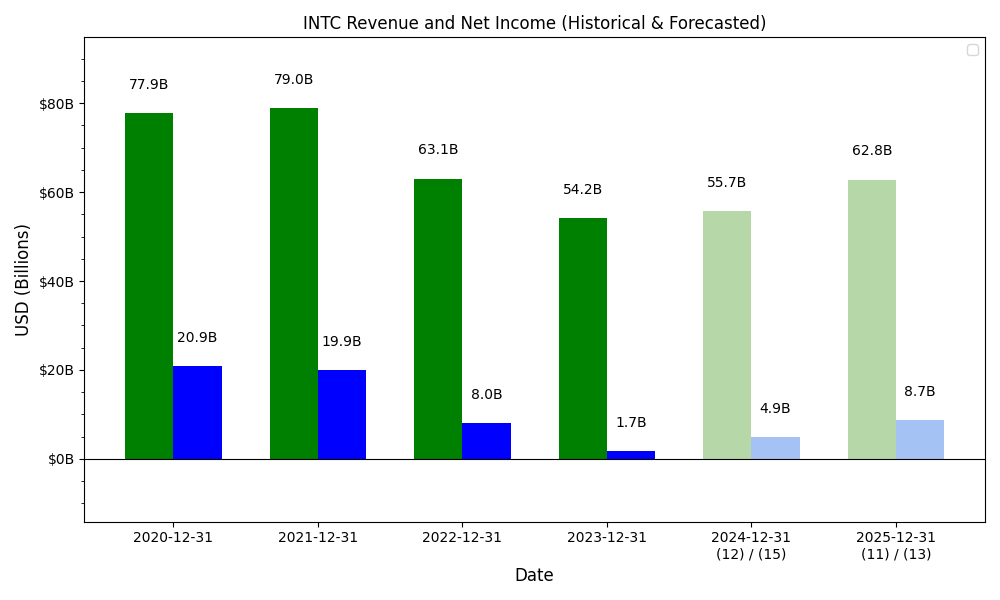 INTC Revenue and Net Income (Historical & Forecasted)
USD (Billions)
$80B
$60B
$40B
$20B
$0B
77.9B
20.9B
79.0B
19.9B
63.1B
8.0B
54.2B
1.7B
55.7B
4.9B
62.8B
8.7B
2020-12-31
2021-12-31
2022-12-31
2023-12-31
2024-12-31
(12) / (15)
2025-12-31
(11) / (13)
Date